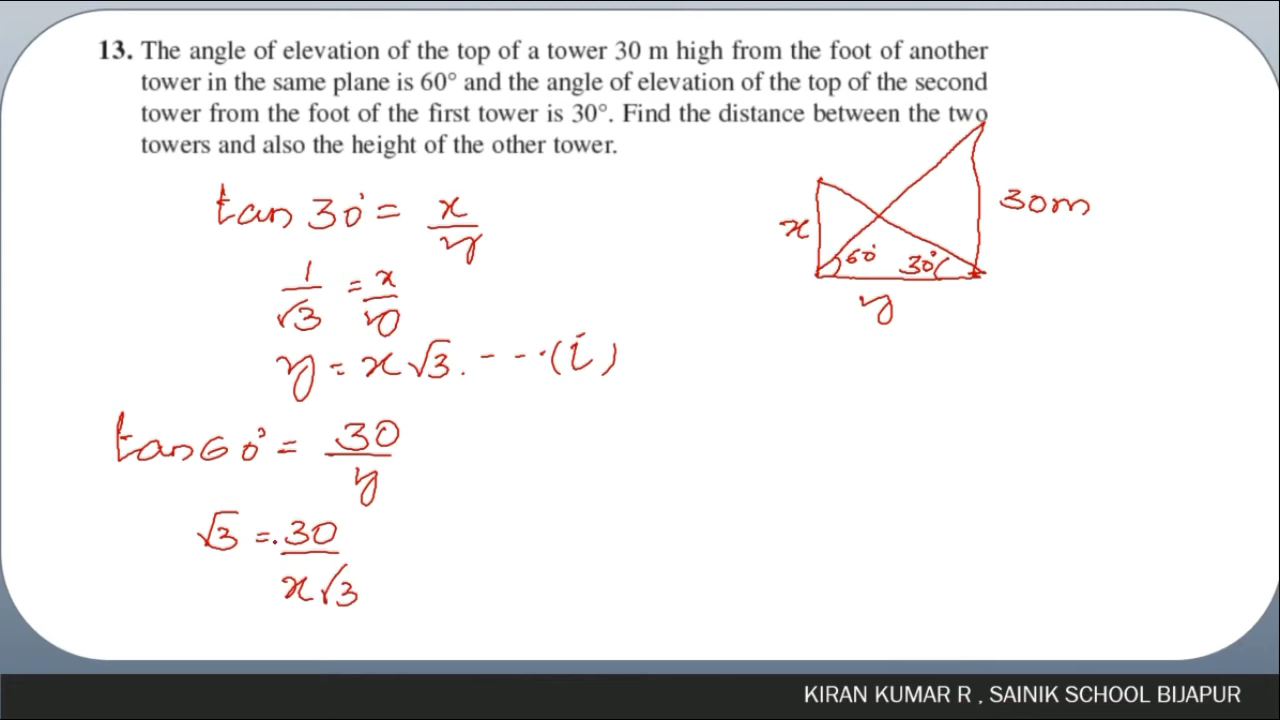 13. The angle of elevation of the top of a tower 30 m high from the foot of another
tower in the same plane is 60° and the angle of elevation of the top of the second
tower from the foot of the first tower is 30°. Find the distance between the two
towers and also the height of the other tower.
tan 30° = x/y
1/√3 = x/y
y = x√3. ---(i)
tan 60° = 30/y
√3 = 30/x√3
x
60°
30°
30m
y
KIRAN KUMAR R , SAINIK SCHOOL BIJAPUR